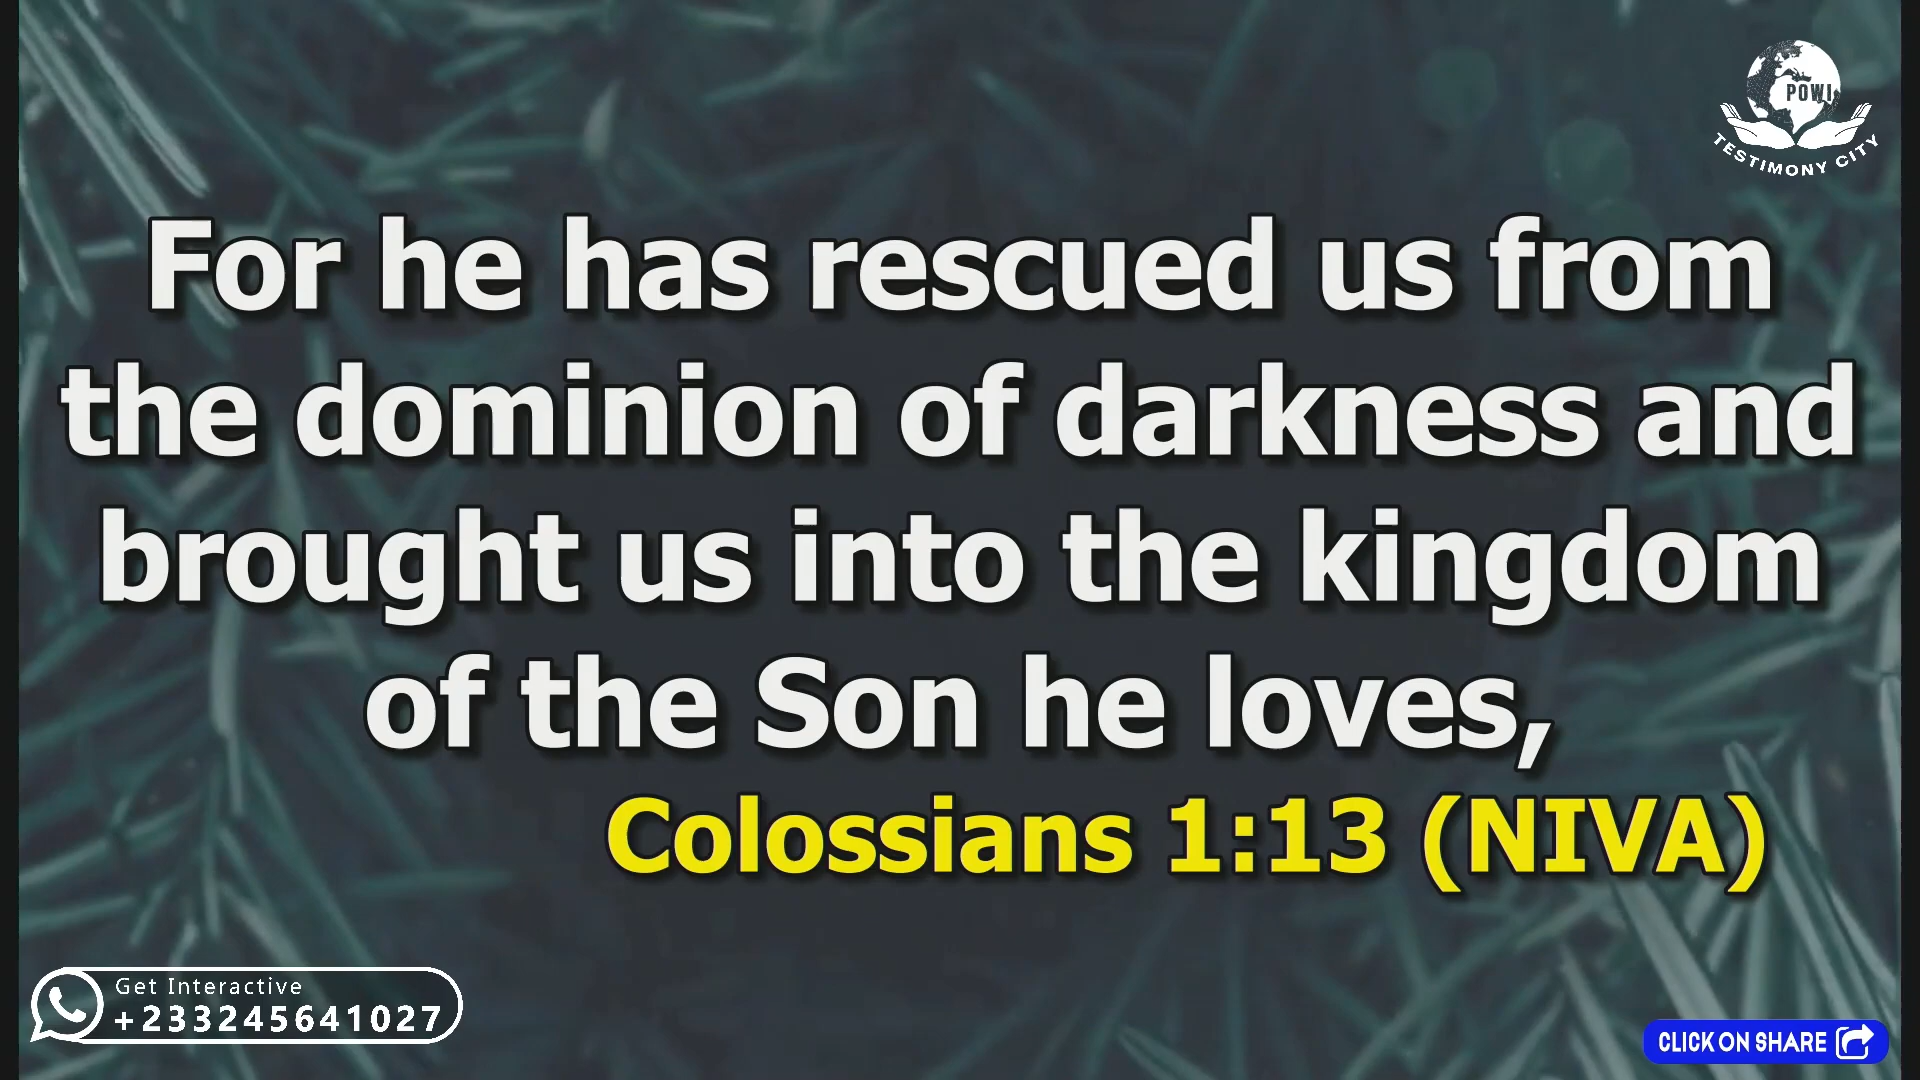 POWI
TESTIMONY CITY
For he has rescued us from
the dominion of darkness and
brought us into the kingdom
of the Son he loves,
Colossians 1:13 (NIVA)
Get Interactive
+233245641027
CLICK ON SHARE